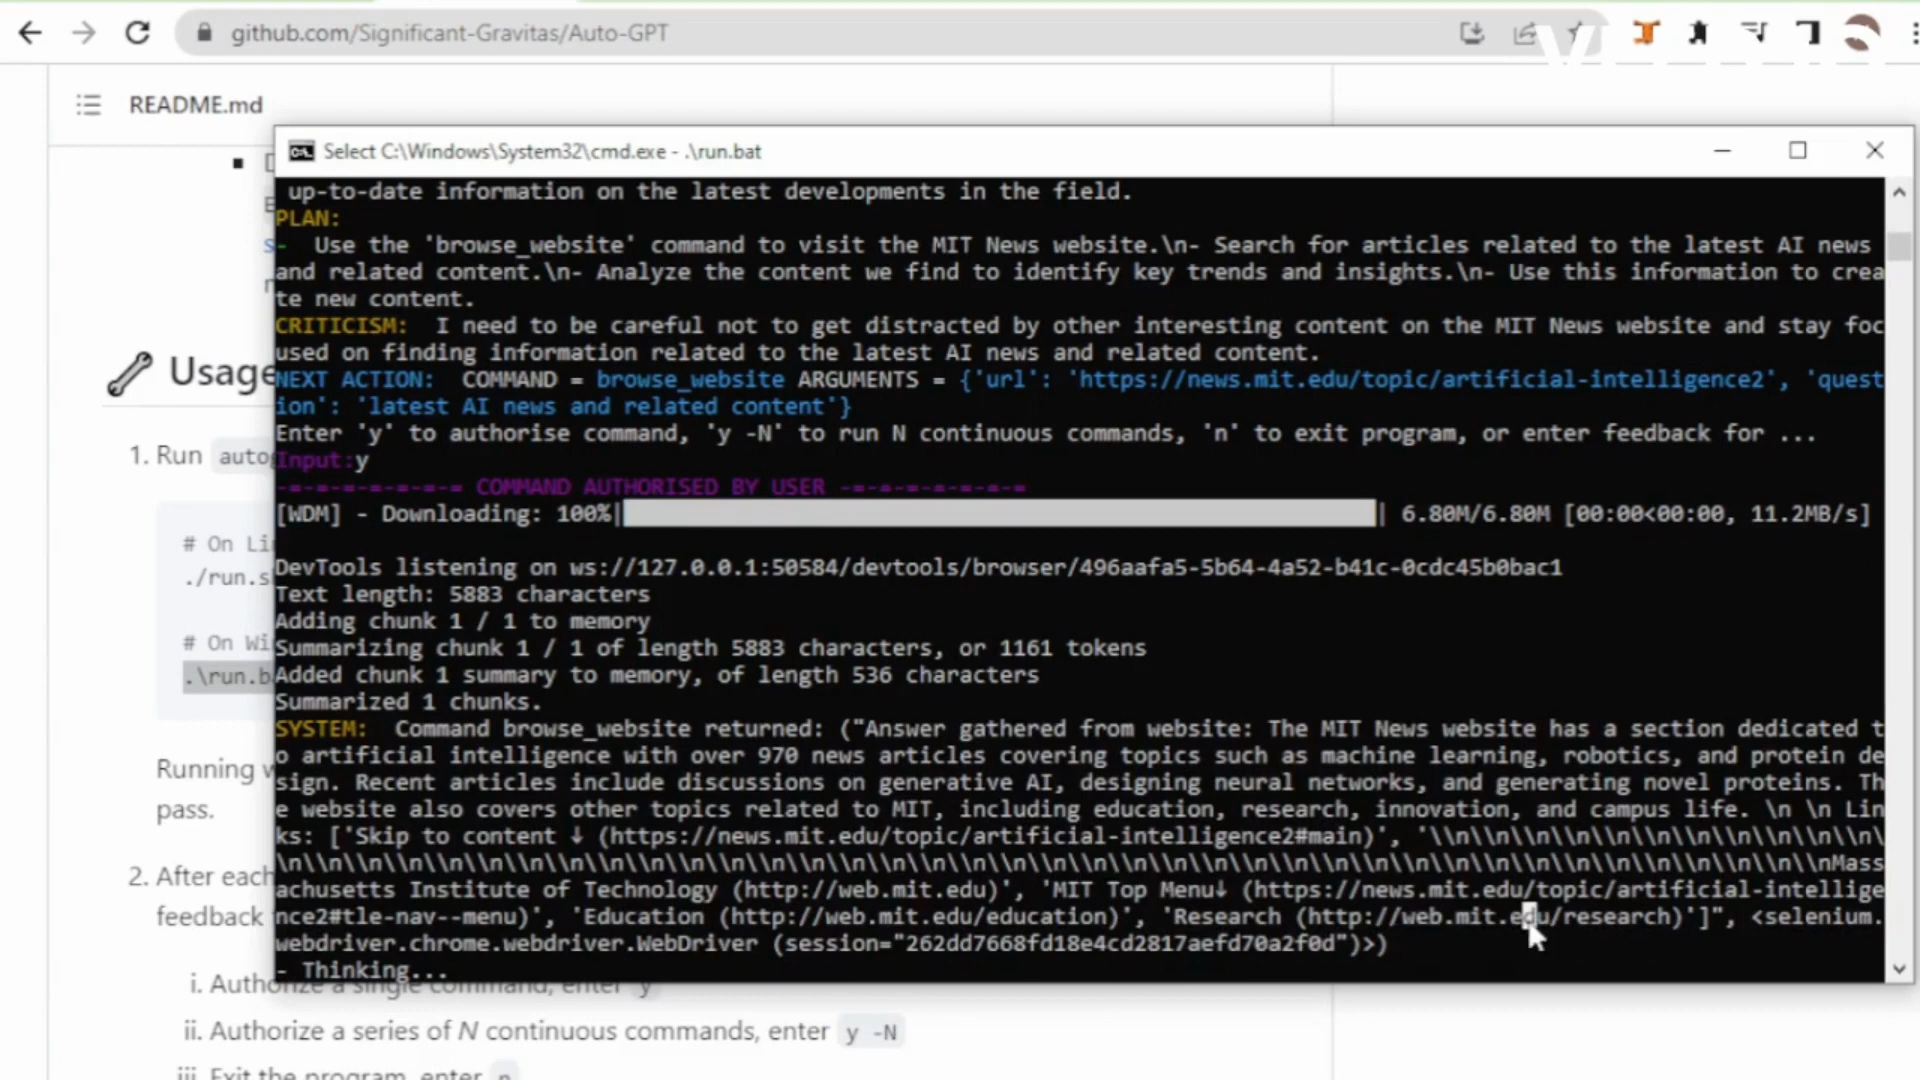 github.com/Significant-Gravitas/Auto-GPT
README.md
Select C:\Windows\System32\cmd.exe - .\run.bat
up-to-date information on the latest developments in the field.
PLAN:
-  Use the 'browse_website' command to visit the MIT News website.\n- Search for articles related to the latest AI news
and related content.\n- Analyze the content we find to identify key trends and insights.\n- Use this information to crea
te new content.
CRITICISM:  I need to be careful not to get distracted by other interesting content on the MIT News website and stay foc
used on finding information related to the latest AI news and related content.
Usage
NEXT ACTION:  COMMAND = browse_website ARGUMENTS = {'url': 'https://news.mit.edu/topic/artificial-intelligence2', 'quest
ion': 'latest AI news and related content'}
Enter 'y' to authorise command, 'y -N' to run N continuous commands, 'n' to exit program, or enter feedback for ...
1. Run
Input:y
-=-=-=-=-=-=-= COMMAND AUTHORISED BY USER -=-=-=-=-=-=-=
[WDM] - Downloading: 100%| | 6.80M/6.80M [00:00<00:00, 11.2MB/s]
# On Li
./run.s
DevTools listening on ws://127.0.0.1:50584/devtools/browser/496aafa5-5b64-4a52-b41c-0cdc45b0bac1
Text length: 5883 characters
Adding chunk 1 / 1 to memory
# On Wi
Summarizing chunk 1 / 1 of length 5883 characters, or 1161 tokens
.\run.b
Added chunk 1 summary to memory, of length 536 characters
Summarized 1 chunks.
SYSTEM:  Command browse_website returned: ("Answer gathered from website: The MIT News website has a section dedicated t
o artificial intelligence with over 970 news articles covering topics such as machine learning, robotics, and protein de
sign. Recent articles include discussions on generative AI, designing neural networks, and generating novel proteins. Th
e website also covers other topics related to MIT, including education, research, innovation, and campus life. \n \n Lin
ks: ['Skip to content ↓ (https://news.mit.edu/topic/artificial-intelligence2#main)', '\\n\\n\\n\\n\\n\\n\\n\\n\\n\\n\\n\
\n\\n\\n\\n\\n\\n\\n\\n\\n\\n\\n\\n\\n\\n\\n\\n\\n\\n\\n\\n\\n\\n\\n\\n\\n\\n\\n\\nMass
achusetts Institute of Technology (http://web.mit.edu)', 'MIT Top Menu↓ (https://news.mit.edu/topic/artificial-intellige
nce2#tle-nav--menu)', 'Education (http://web.mit.edu/education)', 'Research (http://web.mit.edu/research)']", <selenium.
webdriver.chrome.webdriver.WebDriver (session="262dd7668fd18e4cd2817aefd70a2f0d")>)
- Thinking...
Running
pass.
2. After each
feedback
i. Authorize a single command, enter y
ii. Authorize a series of N continuous commands, enter y -N
iii. Exit the program, enter n